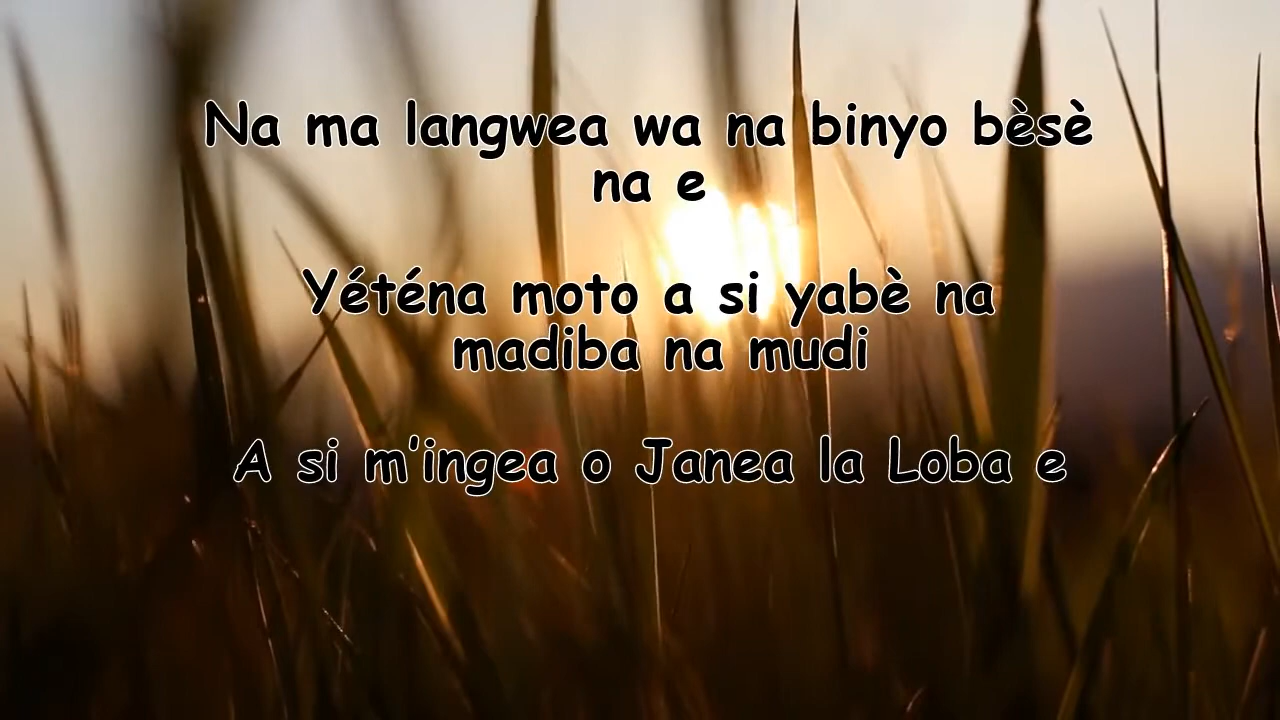 Na ma langwea wa na binyo bèsè
na e
Yéténa moto a si yabè na
madiba na mudi
A si m'ingea o Janea la Loba e